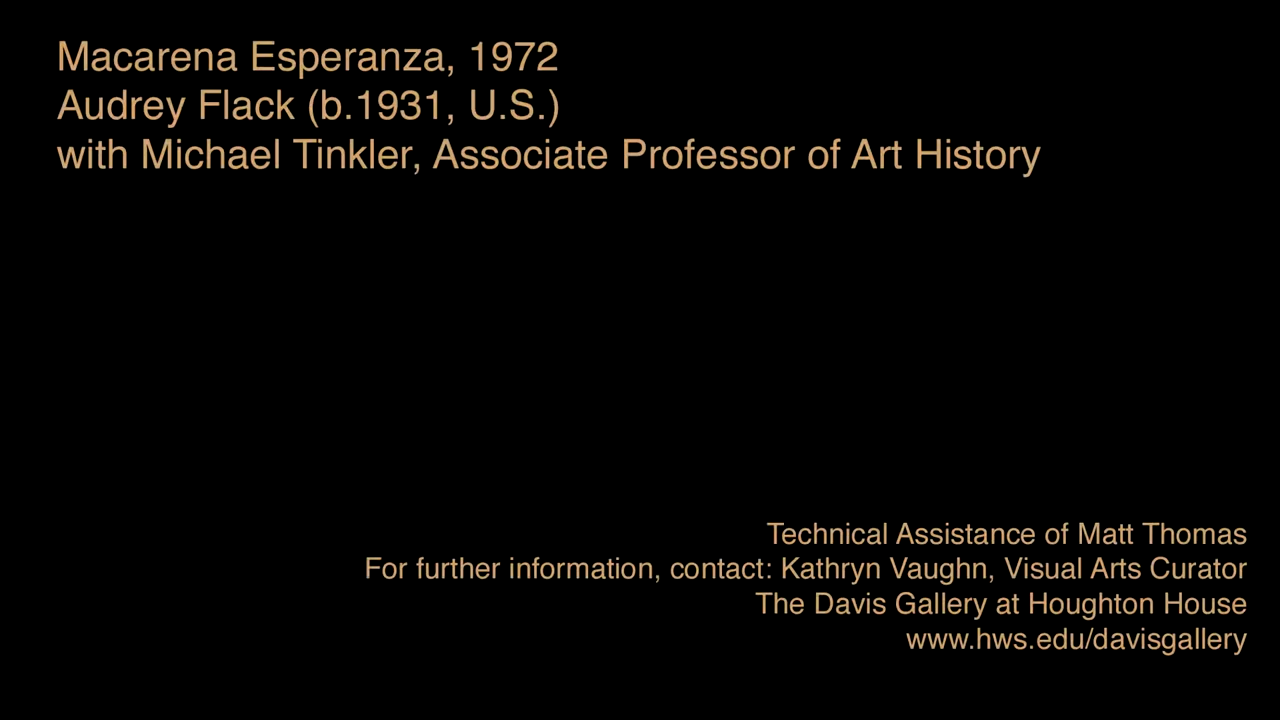 Macarena Esperanza, 1972
Audrey Flack (b.1931, U.S.)
with Michael Tinkler, Associate Professor of Art History
Technical Assistance of Matt Thomas
For further information, contact: Kathryn Vaughn, Visual Arts Curator
The Davis Gallery at Houghton House
www.hws.edu/davisgallery